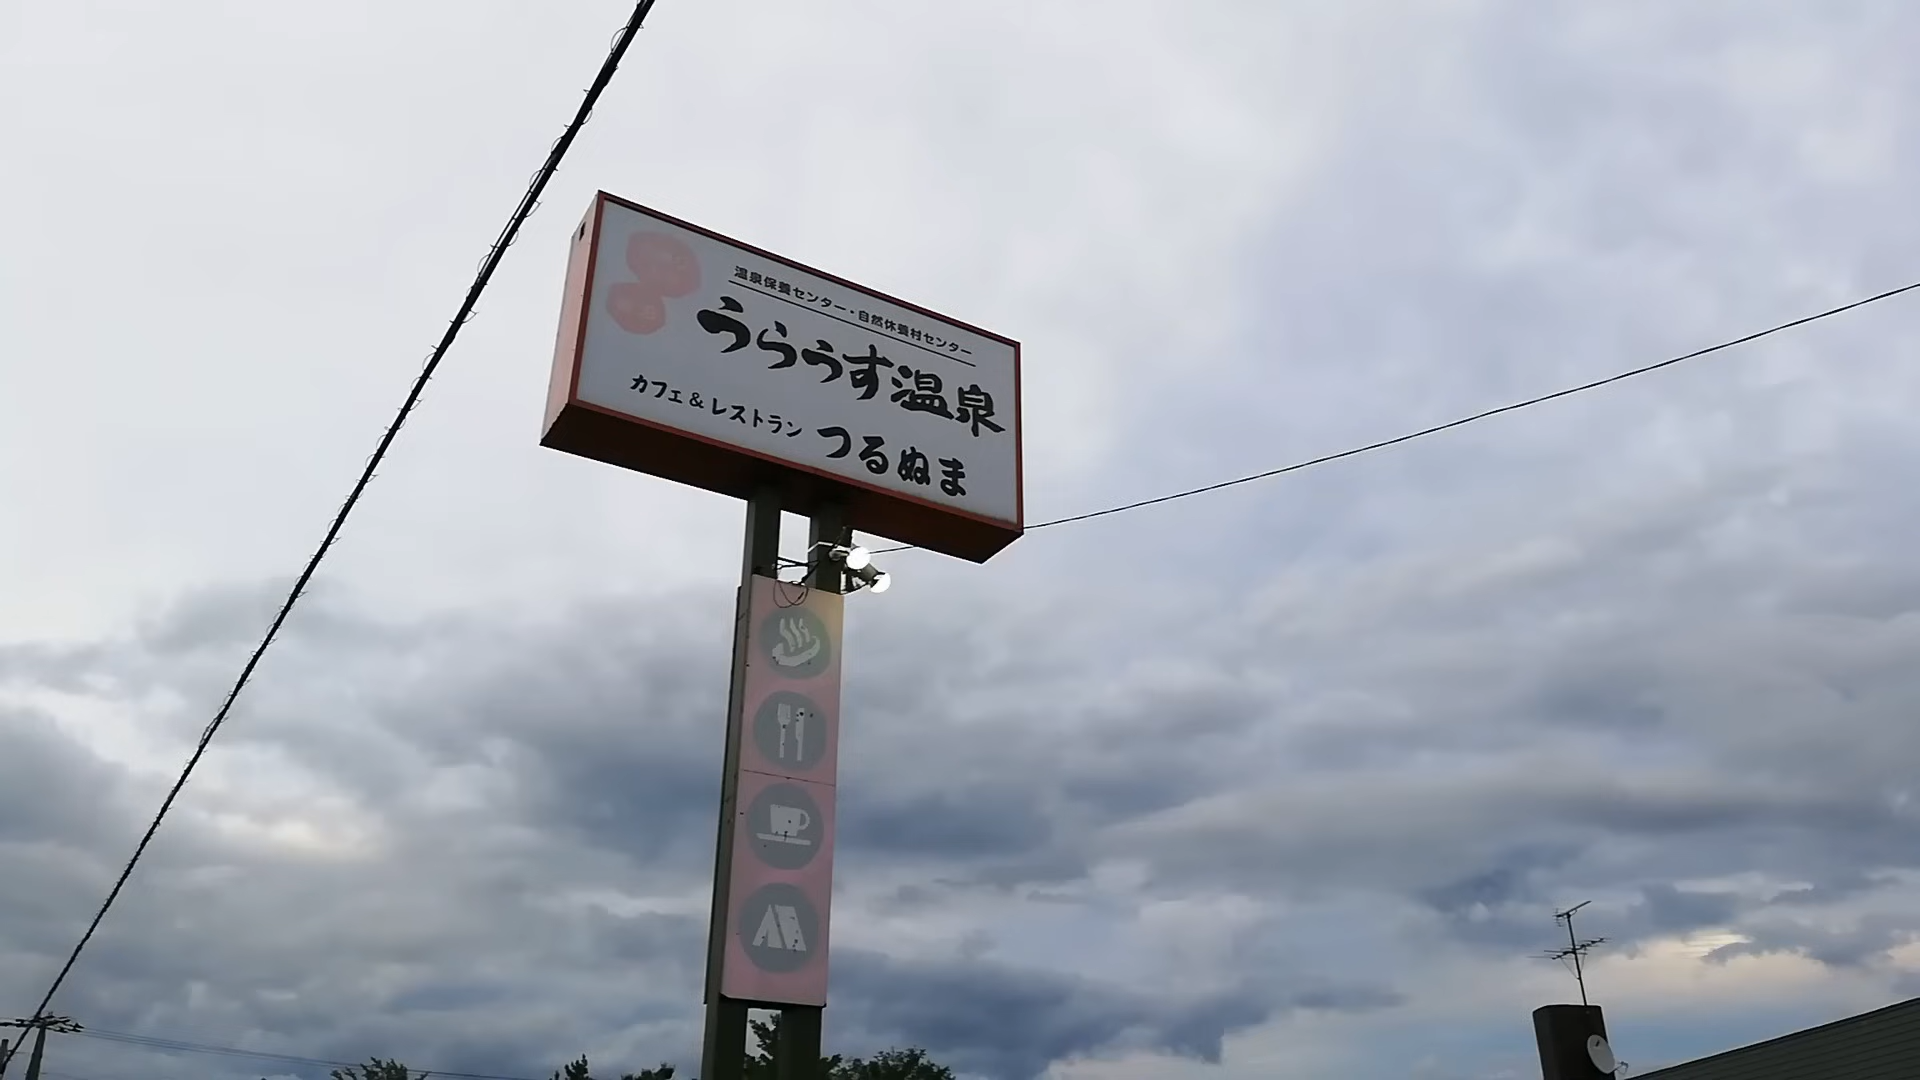 温泉保養センター・自然休養村センター
うらうす温泉
カフェ＆レストラン つるぬま